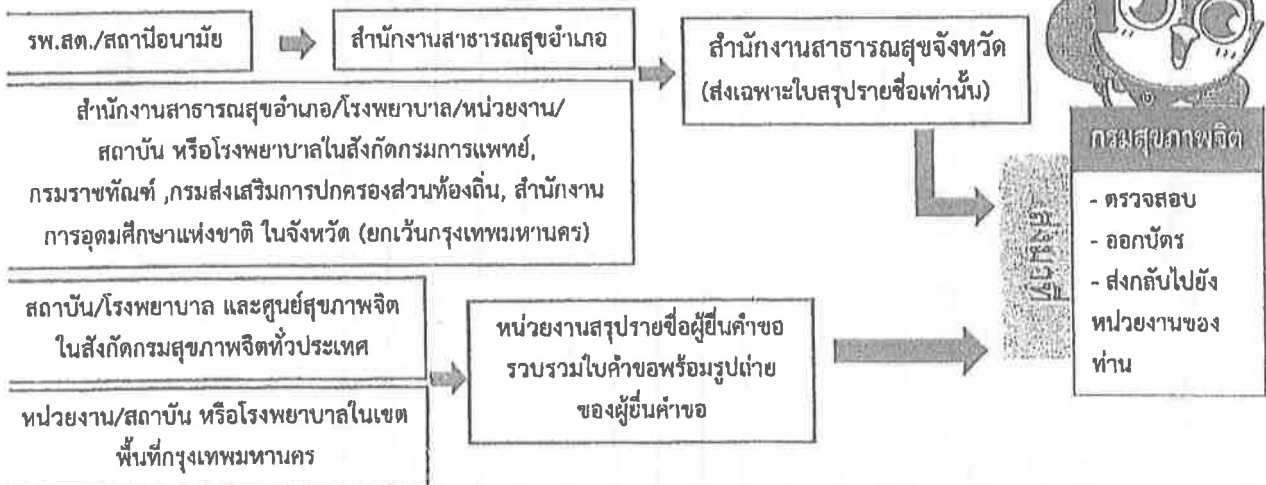 รพ.สต./สถานีอนามัย
สำนักงานสาธารณสุขอำเภอ
สำนักงานสาธารณสุขจังหวัด
(ส่งเฉพาะใบสรุปรายชื่อเท่านั้น)
สำนักงานสาธารณสุขอำเภอ/โรงพยาบาล/หน่วยงาน/
สถาบัน หรือโรงพยาบาลในสังกัดกรมการแพทย์,
กรมราชทัณฑ์ ,กรมส่งเสริมการปกครองส่วนท้องถิ่น, สำนักงาน
การอุดมศึกษาแห่งชาติ ในจังหวัด (ยกเว้นกรุงเทพมหานคร)
สถาบัน/โรงพยาบาล และศูนย์สุขภาพจิต
ในสังกัดกรมสุขภาพจิตทั่วประเทศ
หน่วยงาน/สถาบัน หรือโรงพยาบาลในเขต
พื้นที่กรุงเทพมหานคร
หน่วยงานสรุปรายชื่อผู้ยื่นคำขอ
รวบรวมใบคำขอพร้อมรูปถ่าย
ของผู้ยื่นคำขอ
ส่งมาที่
กรมสุขภาพจิต
- ตรวจสอบ
- ออกบัตร
- ส่งกลับไปยัง
หน่วยงานของ
ท่าน